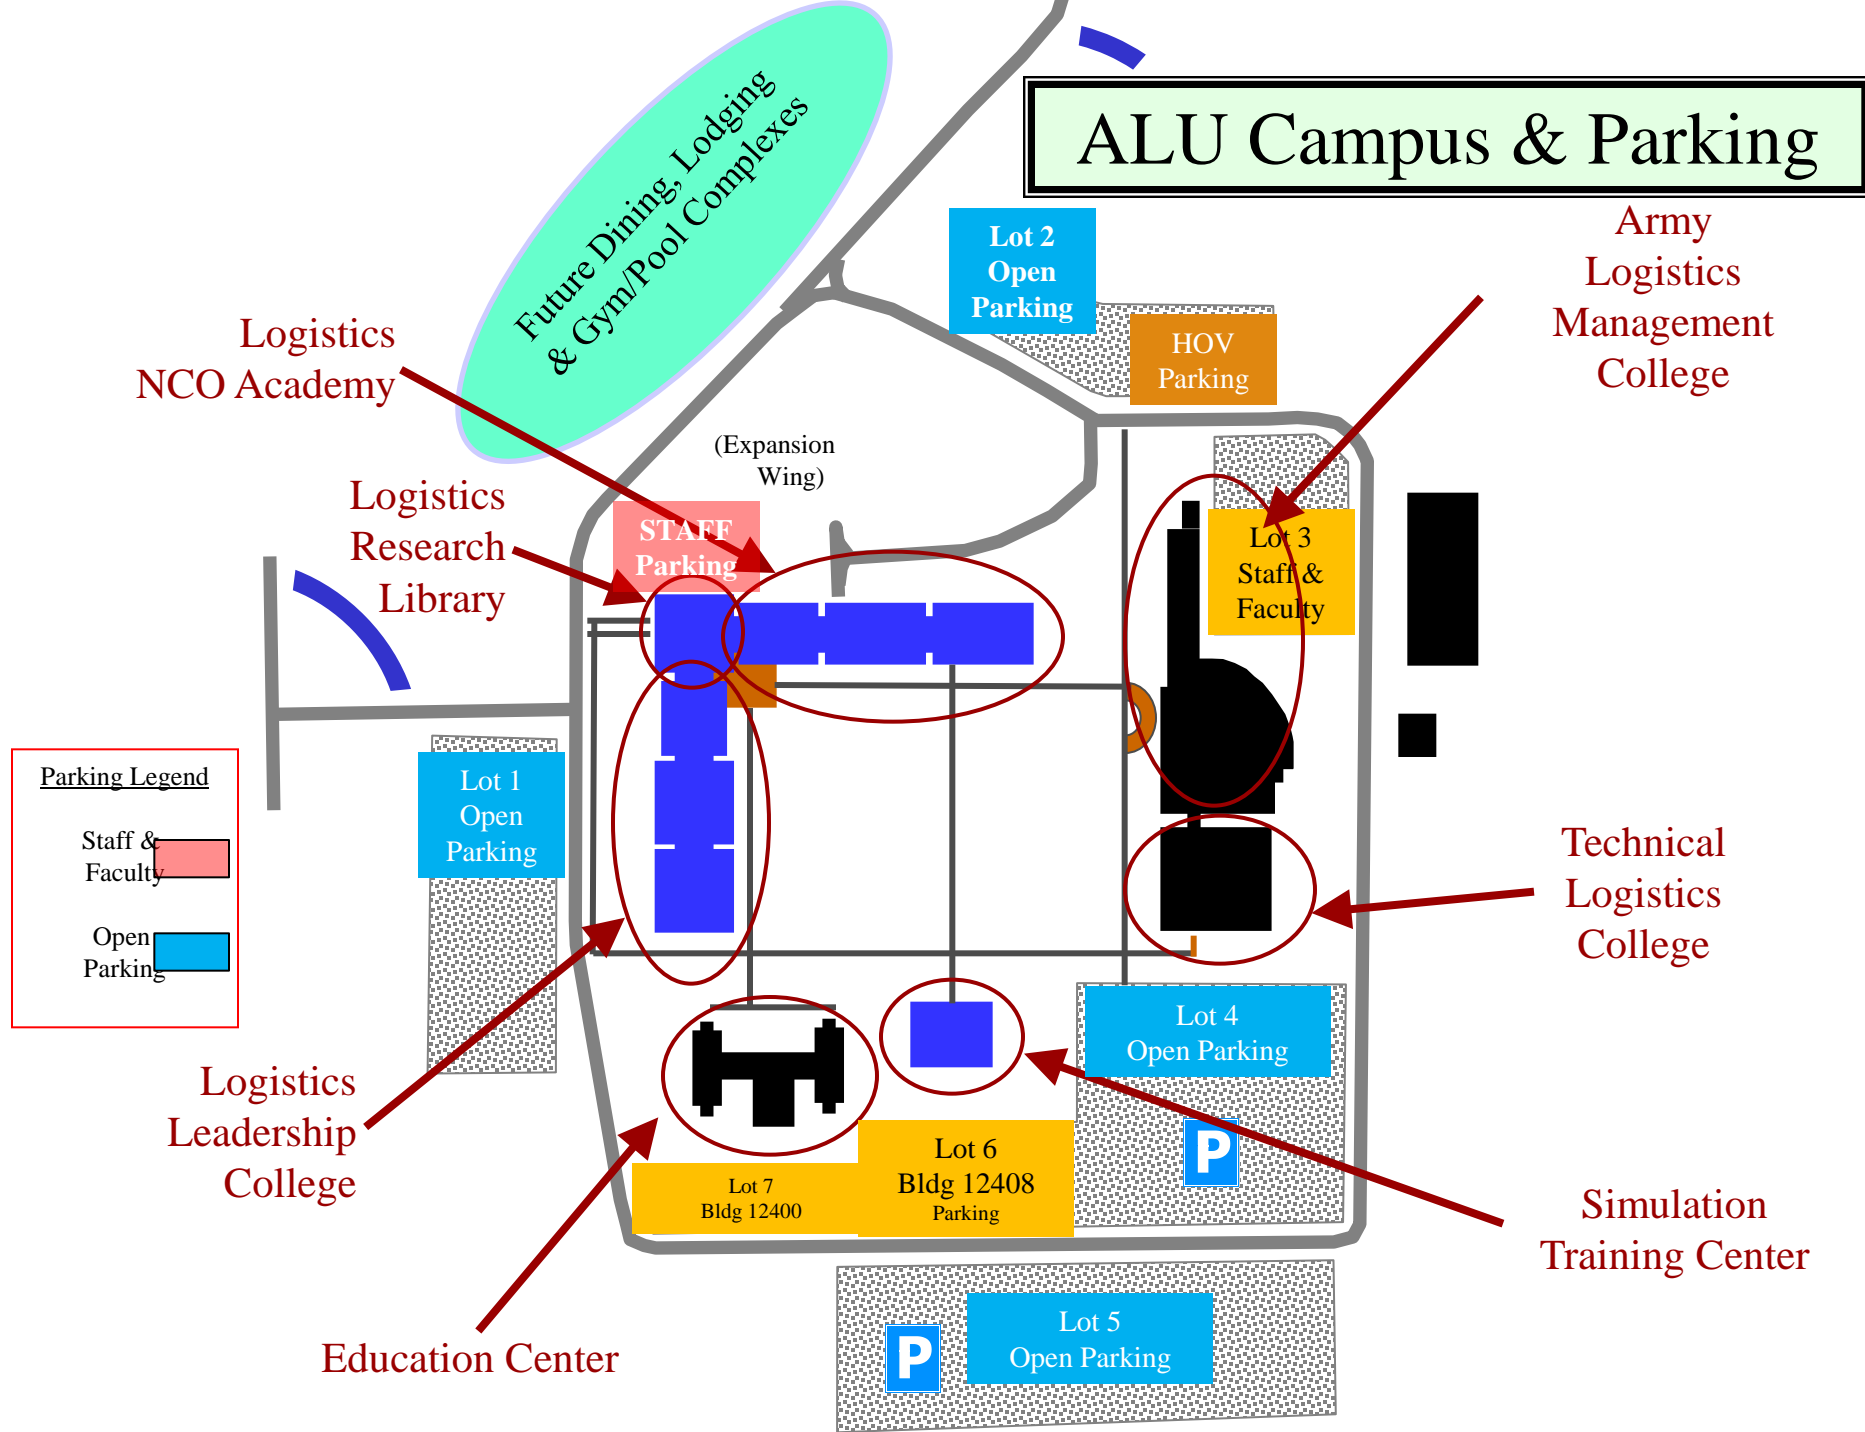 ALU Campus & Parking
Future Dining, Lodging
& Gym/Pool Complexes
Lot 2
Open
Parking
HOV
Parking
Army
Logistics
Management
College
Logistics
NCO Academy
(Expansion
Wing)
Logistics
Research
Library
STAFF
Parking
Lot 3
Staff &
Faculty
Parking Legend
Staff &
Faculty
Open
Parking
Lot 1
Open
Parking
Technical
Logistics
College
Lot 4
Open Parking
P
Logistics
Leadership
College
Lot 6
Bldg 12408
Parking
Lot 7
Bldg 12400
Simulation
Training Center
Education Center
P
Lot 5
Open Parking